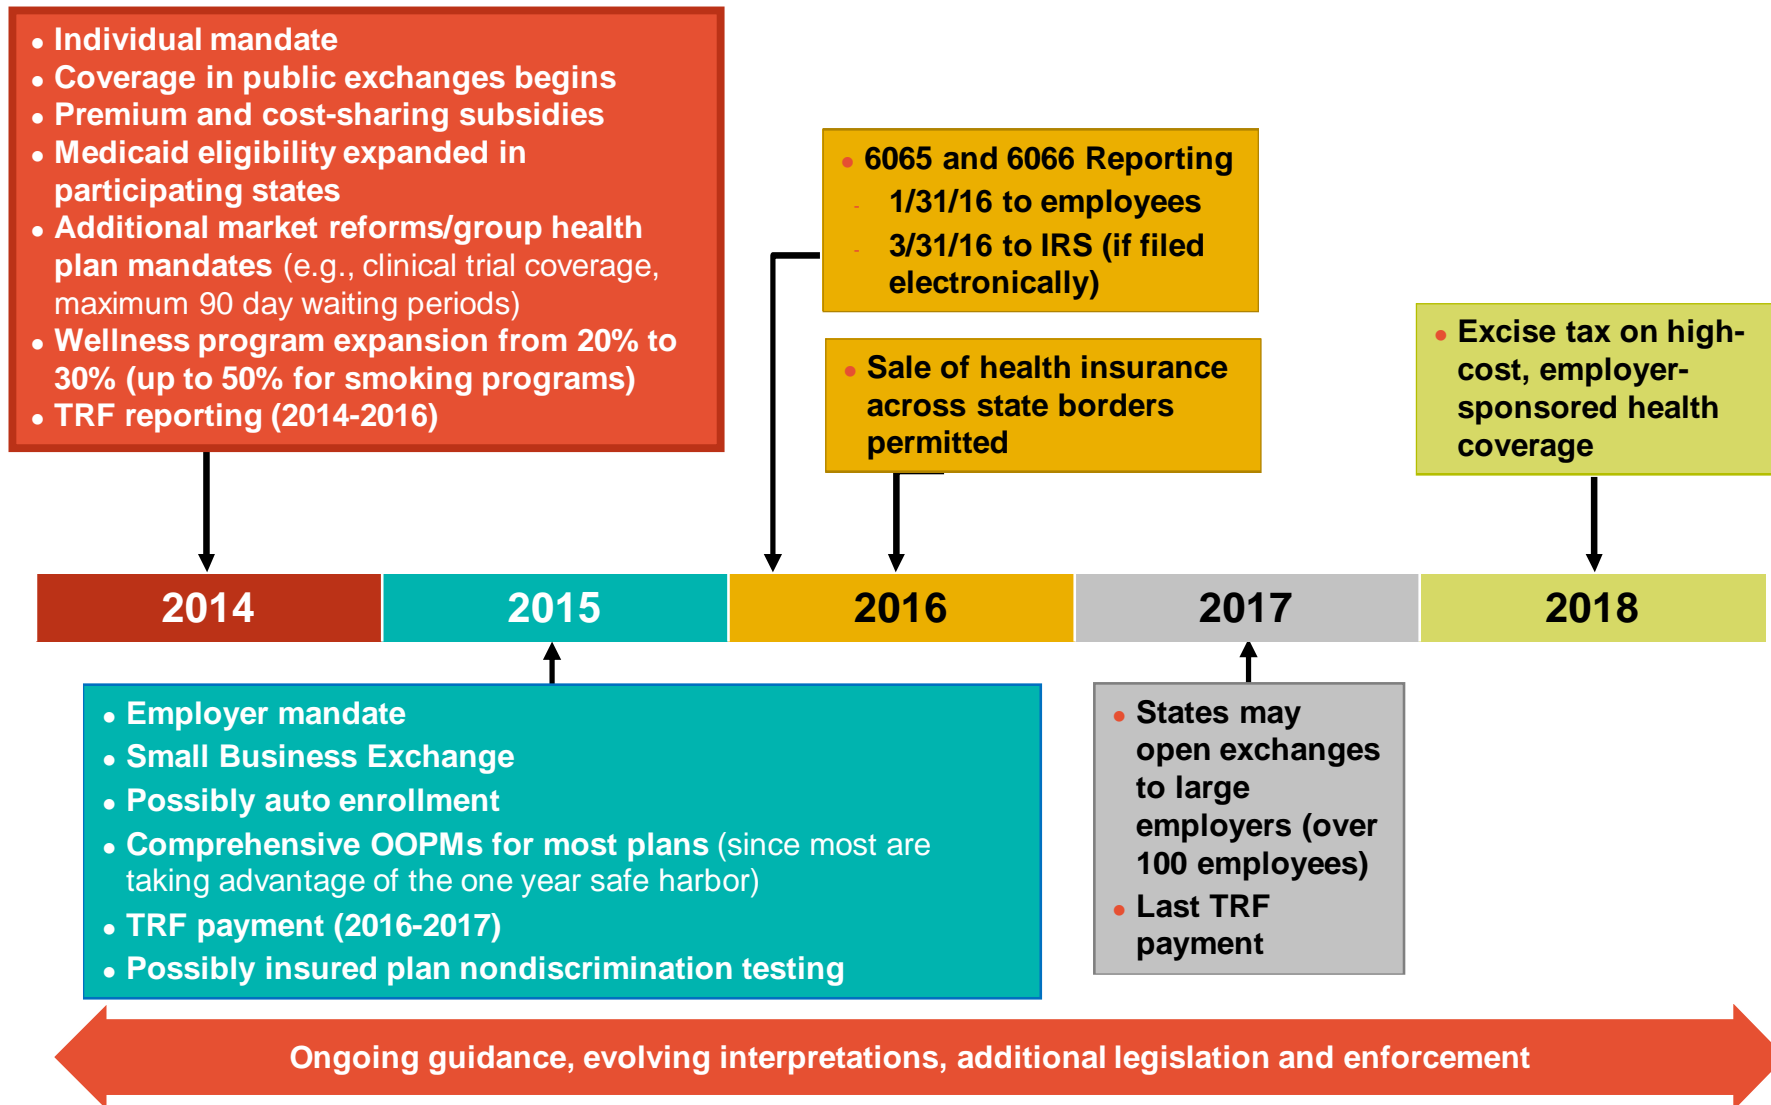 • Individual mandate
• Coverage in public exchanges begins
• Premium and cost-sharing subsidies
• Medicaid eligibility expanded in
participating states
• Additional market reforms/group health
plan mandates (e.g., clinical trial coverage,
maximum 90 day waiting periods)
• Wellness program expansion from 20% to
30% (up to 50% for smoking programs)
• TRF reporting (2014-2016)
• 6065 and 6066 Reporting
- 1/31/16 to employees
- 3/31/16 to IRS (if filed
electronically)
• Sale of health insurance
across state borders
permitted
• Excise tax on high-
cost, employer-
sponsored health
coverage
2014
2015
2016
2017
2018
• Employer mandate
• Small Business Exchange
• Possibly auto enrollment
• Comprehensive OOPMs for most plans (since most are
taking advantage of the one year safe harbor)
• TRF payment (2016-2017)
• Possibly insured plan nondiscrimination testing
• States may
open exchanges
to large
employers (over
100 employees)
• Last TRF
payment
Ongoing guidance, evolving interpretations, additional legislation and enforcement